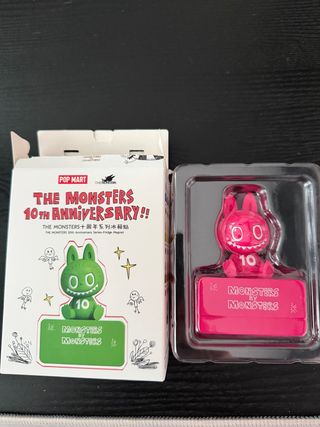 POP MART
THE MONSTERS
10TH ANNIVERSARY!!
THE MONSTERS十周年系列冰箱贴
THE MONSTERS 10th Anniversary Series-Fridge Magnet
10
MONSTERS
BY
MONSTERS
10
MONSTERS
BY
MONSTERS